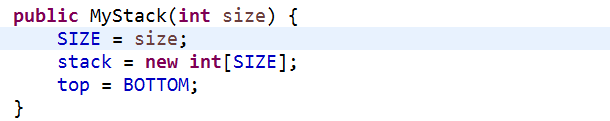 public MyStack(int size) {
    SIZE = size;
    stack = new int[SIZE];
    top = BOTTOM;
}